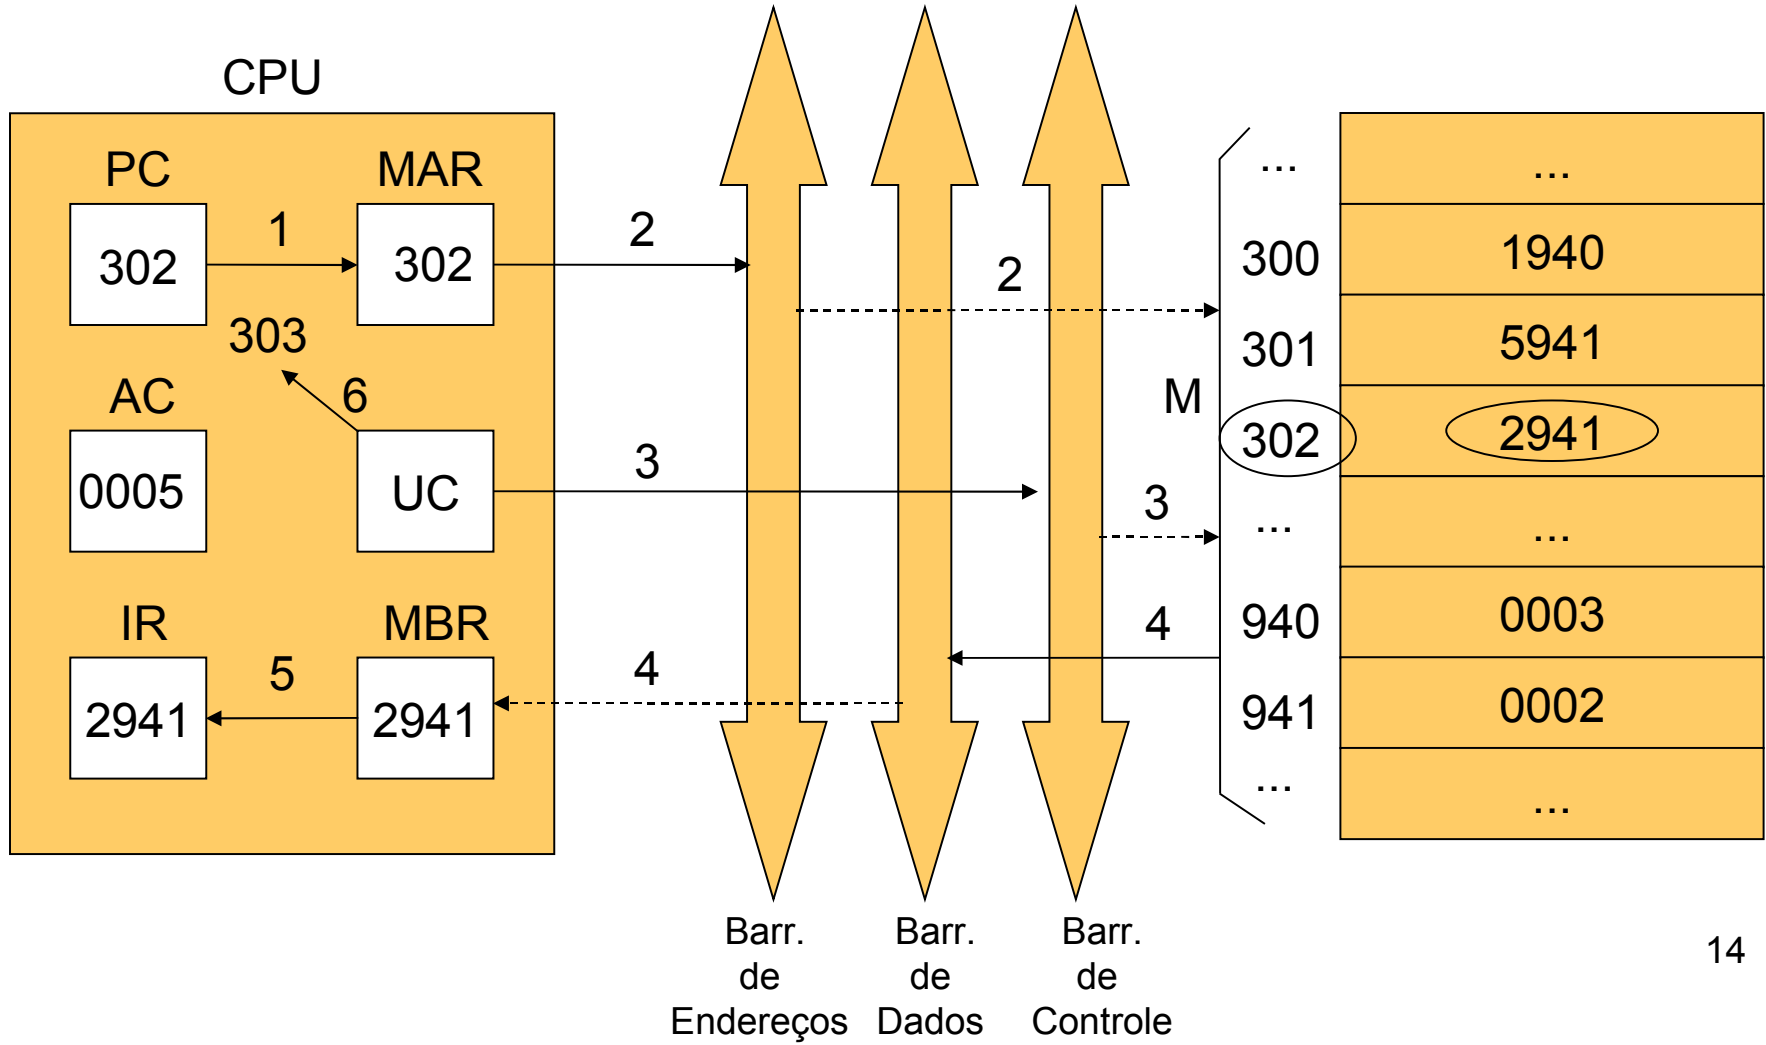 CPU
PC
MAR
302
1
302
2
303
6
AC
0005
UC
3
IR
MBR
2941
5
2941
4
2
3
4
M
...
300
301
302
...
940
941
...
...
1940
5941
2941
...
0003
0002
...
Barr.
de
Endereços
Barr.
de
Dados
Barr.
de
Controle
14